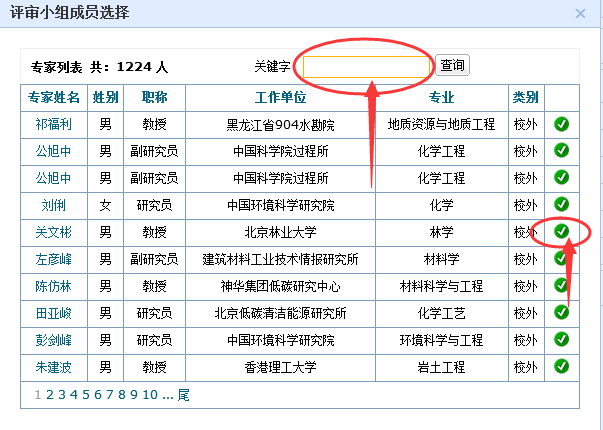 评审小组成员选择
专家列表 共：1224 人 关键字 查询
专家姓名 性别 职称 工作单位 专业 类别
祁福利 男 教授 黑龙江省904水勘院 地质资源与地质工程 校外
公旭中 男 副研究员 中国科学院过程所 化学工程 校外
公旭中 男 副研究员 中国科学院过程所 化学工程 校外
刘俐 女 研究员 中国环境科学研究院 化学 校外
关文彬 男 教授 北京林业大学 林学 校外
左彦峰 男 副研究员 建筑材料工业技术情报研究所 材料学 校外
陈仿林 男 教授 神华集团低碳研究中心 材料科学与工程 校外
田亚峻 男 研究员 北京低碳清洁能源研究所 化学工艺 校外
彭剑峰 男 研究员 中国环境科学研究院 环境科学与工程 校外
朱建波 男 教授 香港理工大学 岩土工程 校外
1 2 3 4 5 6 7 8 9 10 ... 尾